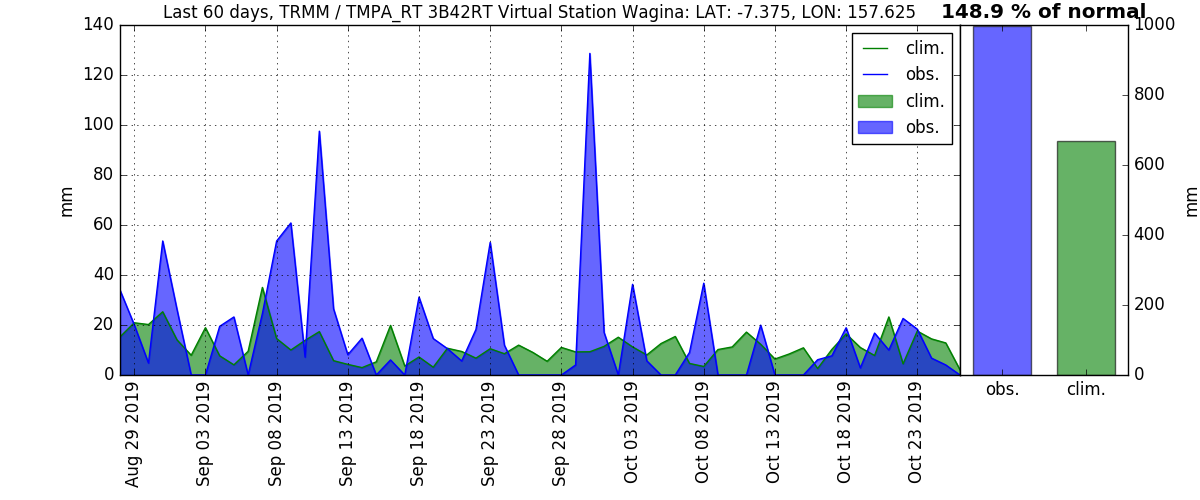 Last 60 days, TRMM / TMPA_RT 3B42RT Virtual Station Wagina: LAT: -7.375, LON: 157.625
148.9 % of normal
140
120
100
80
60
40
20
0
mm
clim.
obs.
clim.
obs.
1000
800
600
400
200
0
mm
Aug 29 2019
Sep 03 2019
Sep 08 2019
Sep 13 2019
Sep 18 2019
Sep 23 2019
Sep 28 2019
Oct 03 2019
Oct 08 2019
Oct 13 2019
Oct 18 2019
Oct 23 2019
obs.
clim.